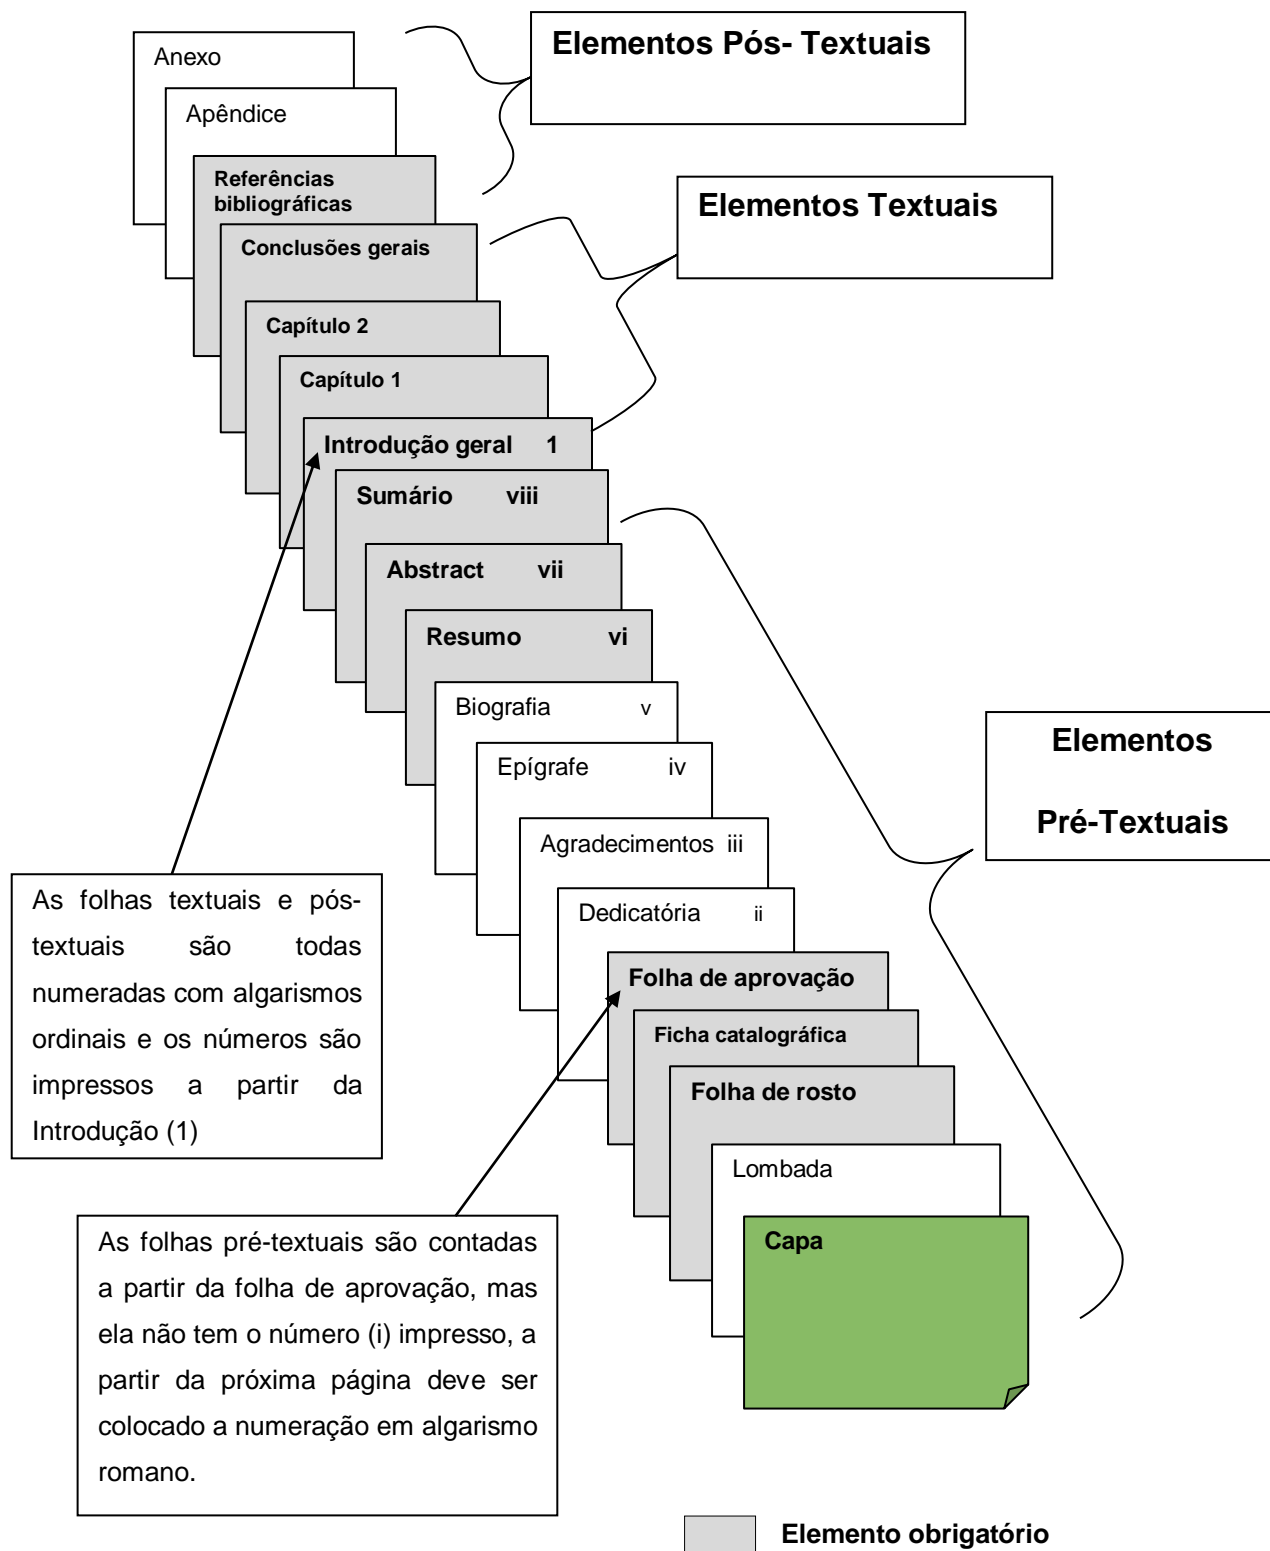 Elementos Pós- Textuais
Anexo
Apêndice
Referências
bibliográficas
Elementos Textuais
Conclusões gerais
Capítulo 2
Capítulo 1
Introdução geral 1
Sumário viii
Abstract vii
Resumo vi
Biografia v
Epígrafe iv
Elementos
Pré-Textuais
Agradecimentos iii
Dedicatória ii
As folhas textuais e pós-
textuais são todas
numeradas com algarismos
ordinais e os números são
impressos a partir da
Introdução (1)
Folha de aprovação
Ficha catalográfica
Folha de rosto
Lombada
Capa
As folhas pré-textuais são contadas
a partir da folha de aprovação, mas
ela não tem o número (i) impresso, a
partir da próxima página deve ser
colocado a numeração em algarismo
romano.
Elemento obrigatório